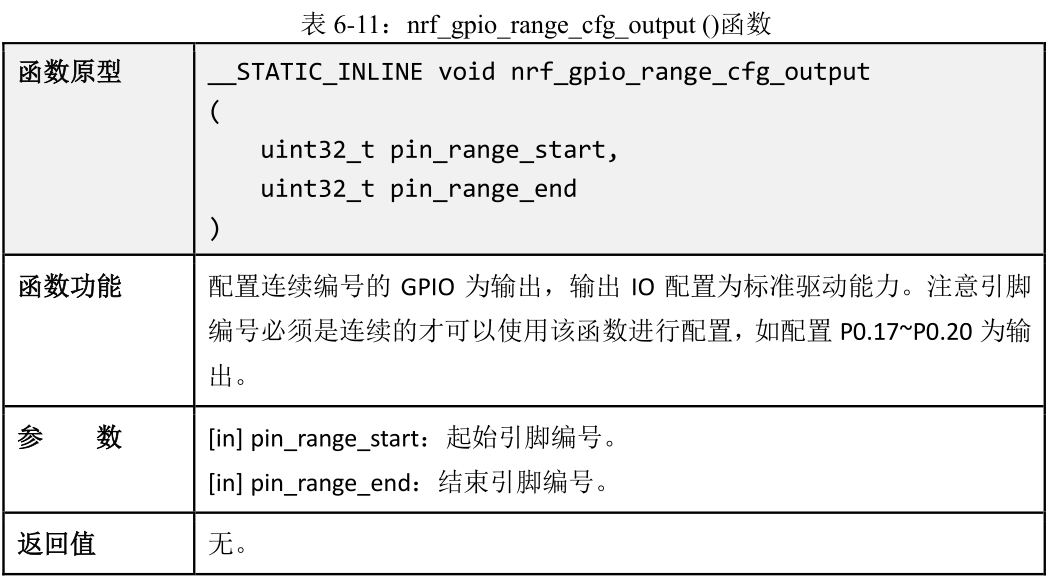 表 6-11：nrf_gpio_range_cfg_output ()函数
函数原型
__STATIC_INLINE void nrf_gpio_range_cfg_output
(
uint32_t pin_range_start,
uint32_t pin_range_end
)
函数功能
配置连续编号的 GPIO 为输出，输出 IO 配置为标准驱动能力。注意引脚
编号必须是连续的才可以使用该函数进行配置，如配置 P0.17~P0.20 为输
出。
参 数
[in] pin_range_start：起始引脚编号。
[in] pin_range_end：结束引脚编号。
返回值
无。